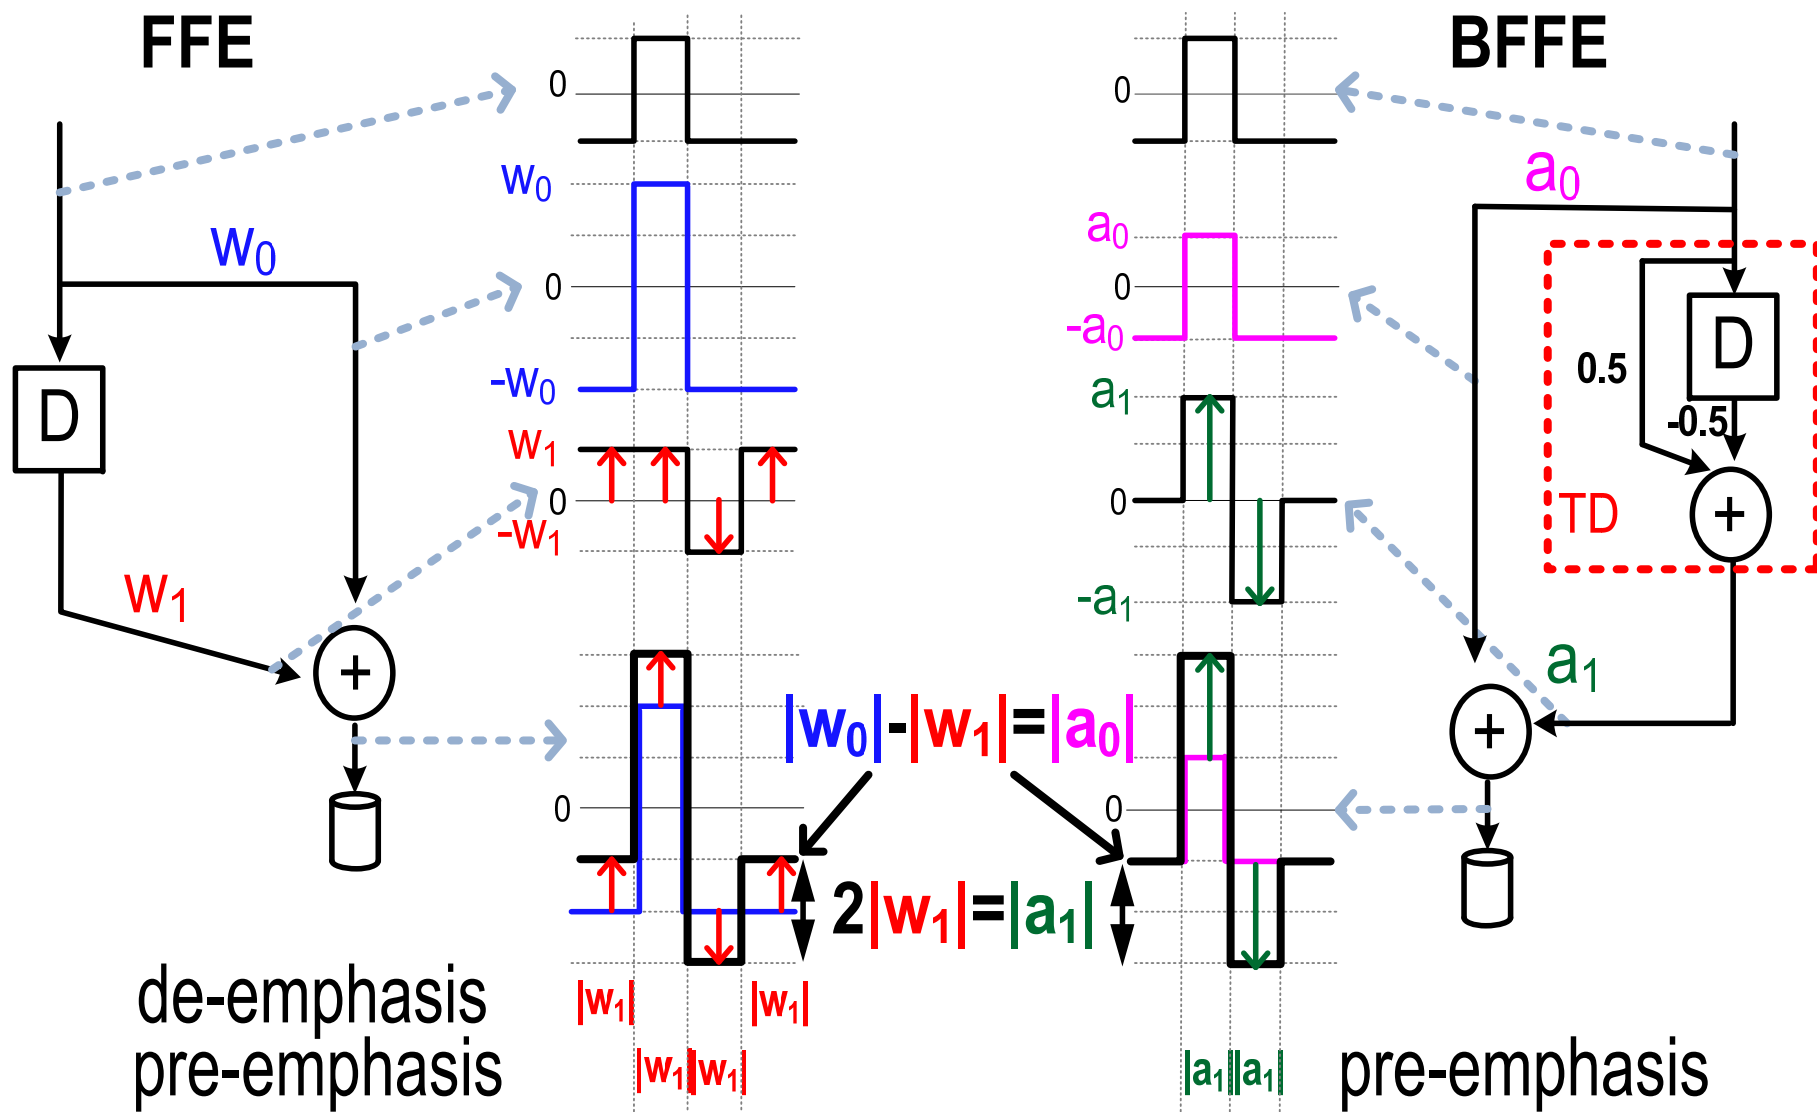 FFE
BFFE
0
0
w₀
a₀
w₀
a₀
0
0
-w₀
-a₀
D
D
0.5
-0.5
+
TD
w₁
0
-w₁
a₁
0
-a₁
w₁
+
a₁
+
|w₀|-|w₁|=|a₀|
0
0
2|w₁|=|a₁|
|w₁|
|w₁|
|w₁|
|w₁|
|a₁|
|a₁|
de-emphasis
pre-emphasis
pre-emphasis